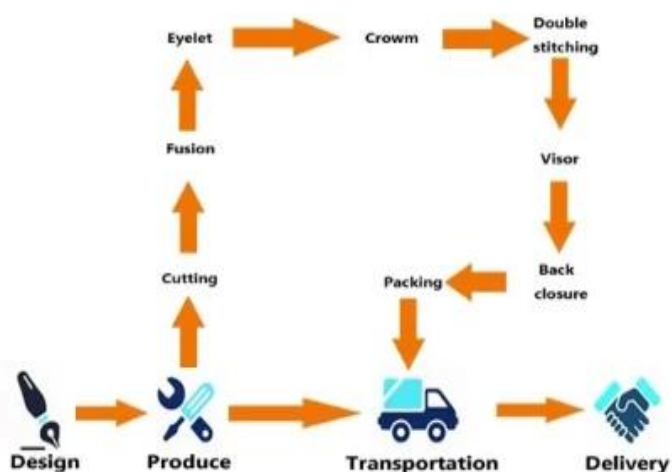 Eyelet
Crowm
Double
stitching
Fusion
Visor
Cutting
Packing
Back
closure
Design
Produce
Transportation
Delivery